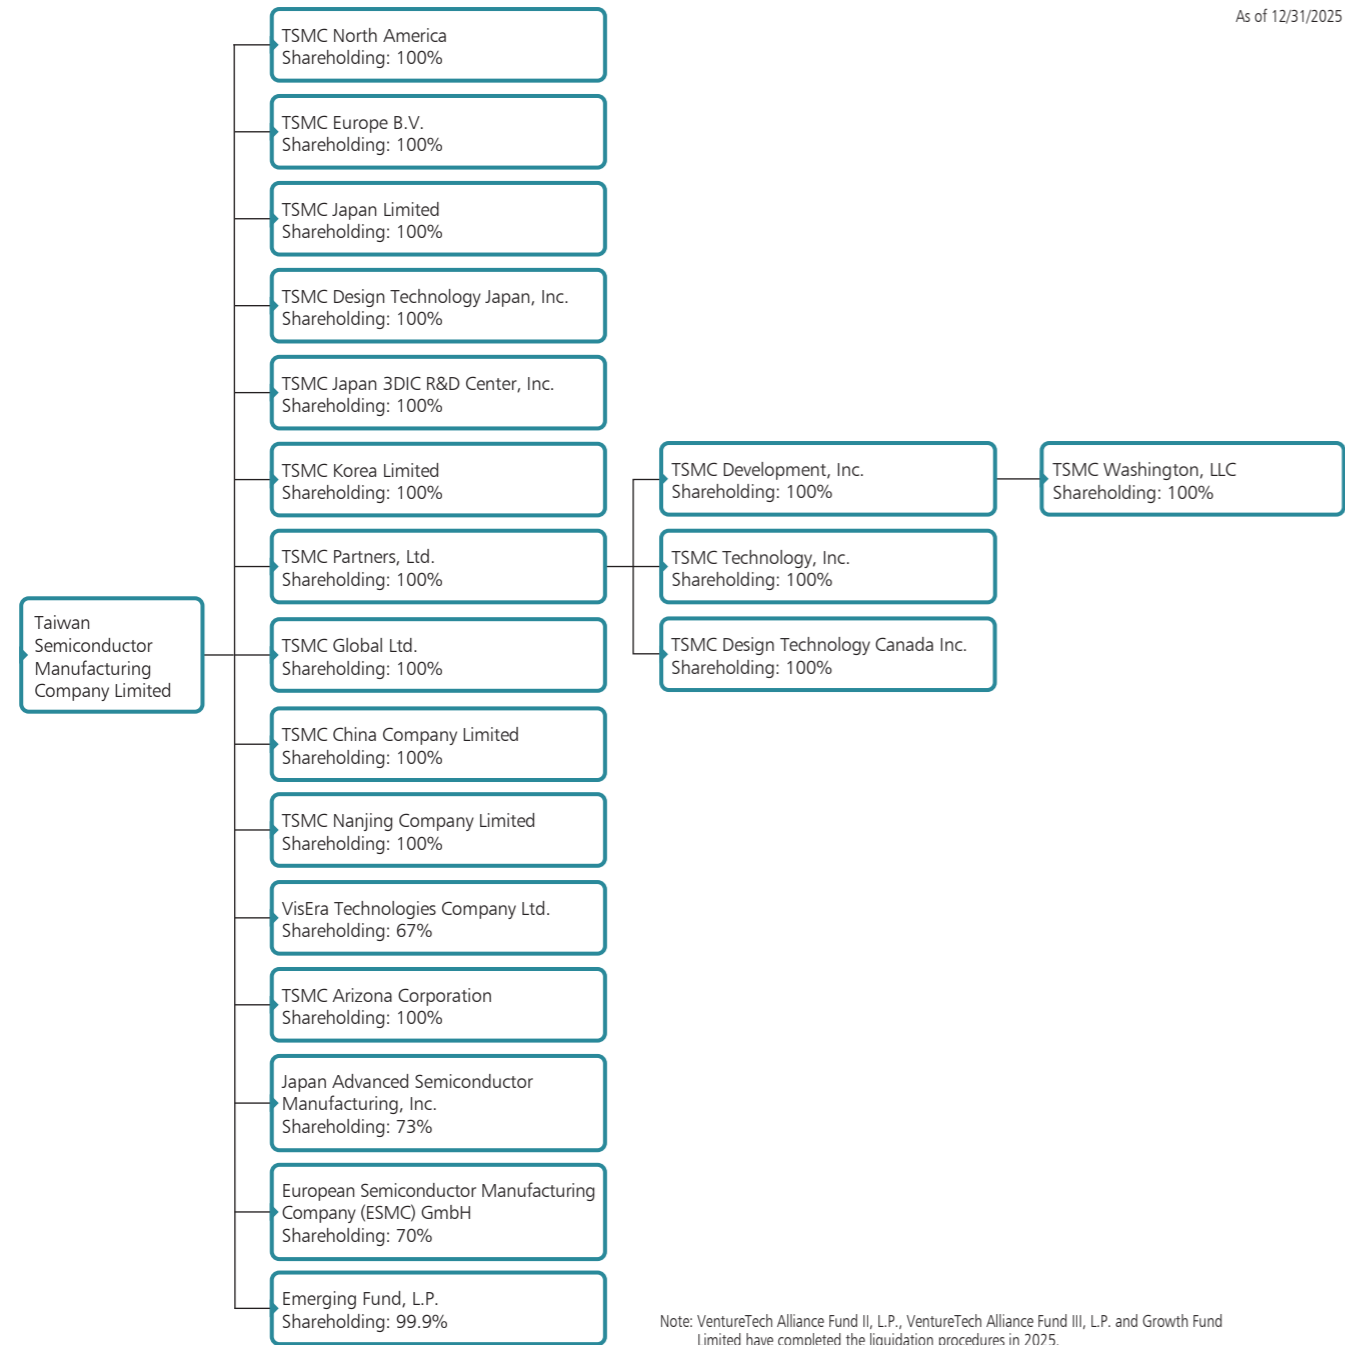 As of 12/31/2025
TSMC North America
Shareholding: 100%
TSMC Europe B.V.
Shareholding: 100%
TSMC Japan Limited
Shareholding: 100%
TSMC Design Technology Japan, Inc.
Shareholding: 100%
TSMC Japan 3DIC R&D Center, Inc.
Shareholding: 100%
TSMC Korea Limited
Shareholding: 100%
TSMC Development, Inc.
Shareholding: 100%
TSMC Washington, LLC
Shareholding: 100%
TSMC Partners, Ltd.
Shareholding: 100%
TSMC Technology, Inc.
Shareholding: 100%
Taiwan
Semiconductor
Manufacturing
Company Limited
TSMC Global Ltd.
Shareholding: 100%
TSMC Design Technology Canada Inc.
Shareholding: 100%
TSMC China Company Limited
Shareholding: 100%
TSMC Nanjing Company Limited
Shareholding: 100%
VisEra Technologies Company Ltd.
Shareholding: 67%
TSMC Arizona Corporation
Shareholding: 100%
Japan Advanced Semiconductor
Manufacturing, Inc.
Shareholding: 73%
European Semiconductor Manufacturing
Company (ESMC) GmbH
Shareholding: 70%
Emerging Fund, L.P.
Shareholding: 99.9%
Note: VentureTech Alliance Fund II, L.P., VentureTech Alliance Fund III, L.P. and Growth Fund
Limited have completed the liquidation procedures in 2025.